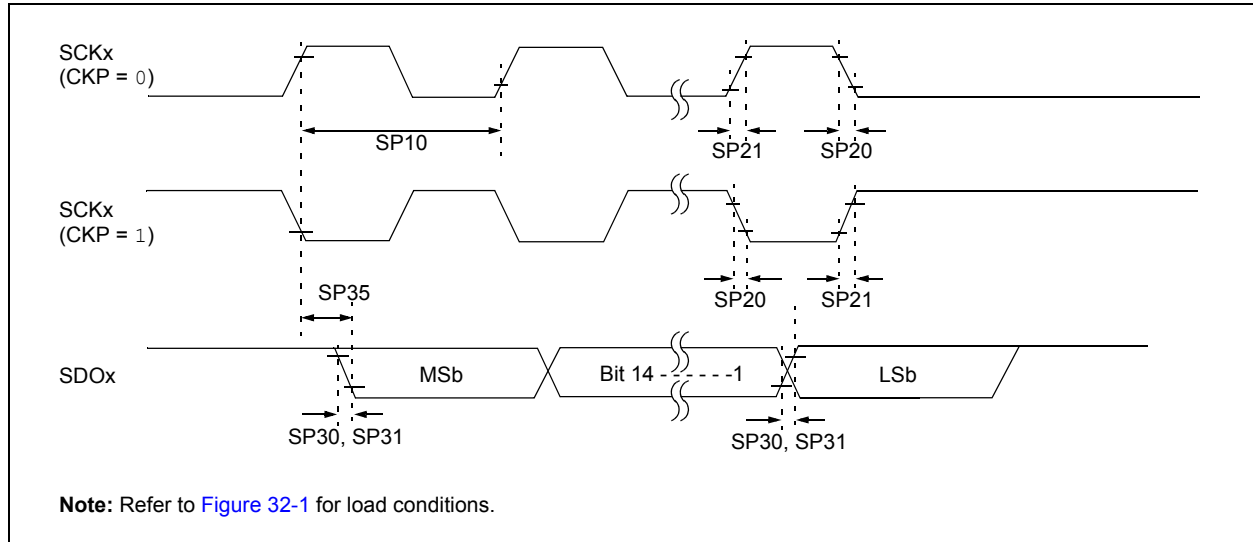 SCKx
(CKP = 0)
SP10
SP21
SP20
SCKx
(CKP = 1)
SP35
SP20
SP21
SDOx
MSb
Bit 14 - - - - - -1
LSb
SP30, SP31
SP30, SP31
Note: Refer to Figure 32-1 for load conditions.